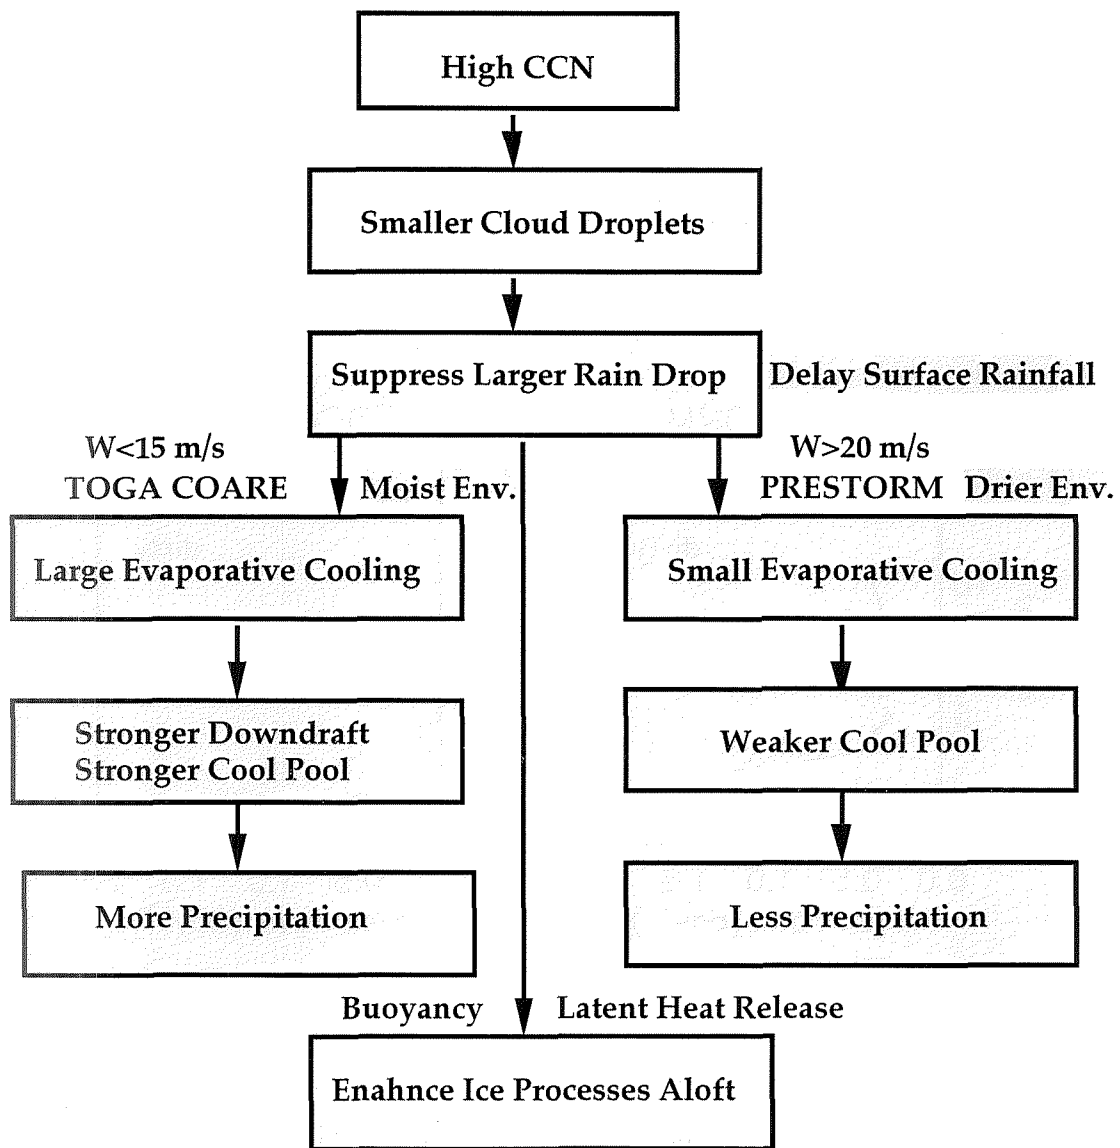 High CCN
Smaller Cloud Droplets
Suppress Larger Rain Drop
Delay Surface Rainfall
W<15 m/s
TOGA COARE
Moist Env.
W>20 m/s
PRESTORM Drier Env.
Large Evaporative Cooling
Small Evaporative Cooling
Stronger Downdraft
Stronger Cool Pool
Weaker Cool Pool
More Precipitation
Less Precipitation
Buoyancy
Latent Heat Release
Enahnce Ice Processes Aloft